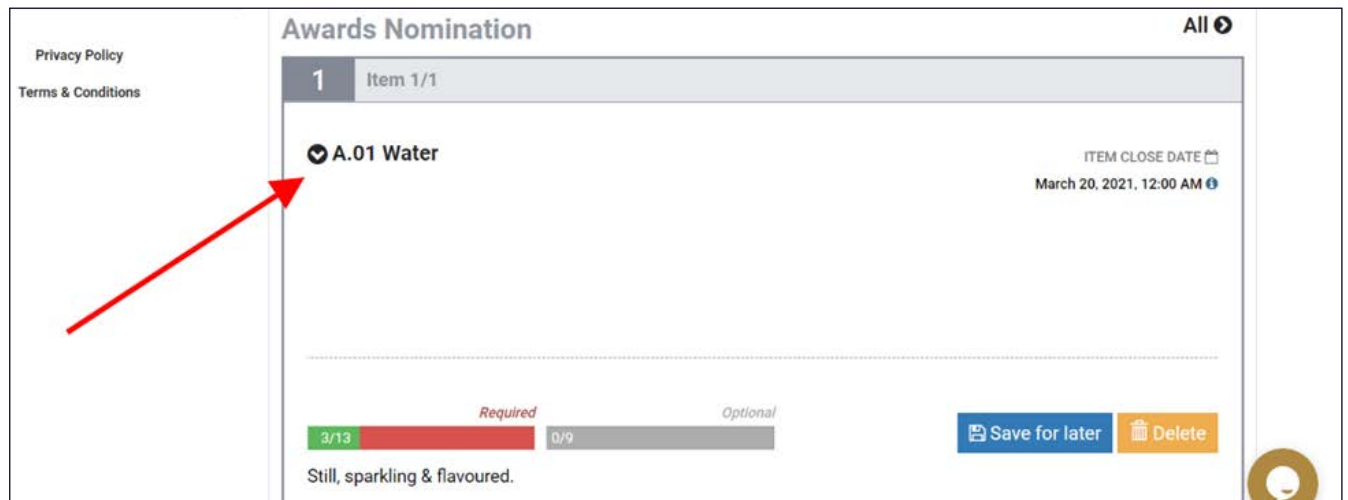 Privacy Policy
Terms & Conditions
Awards Nomination
All
1 Item 1/1
A.01 Water
ITEM CLOSE DATE
March 20, 2021, 12:00 AM
Required
Optional
3/13
0/9
Save for later
Delete
Still, sparkling & flavoured.